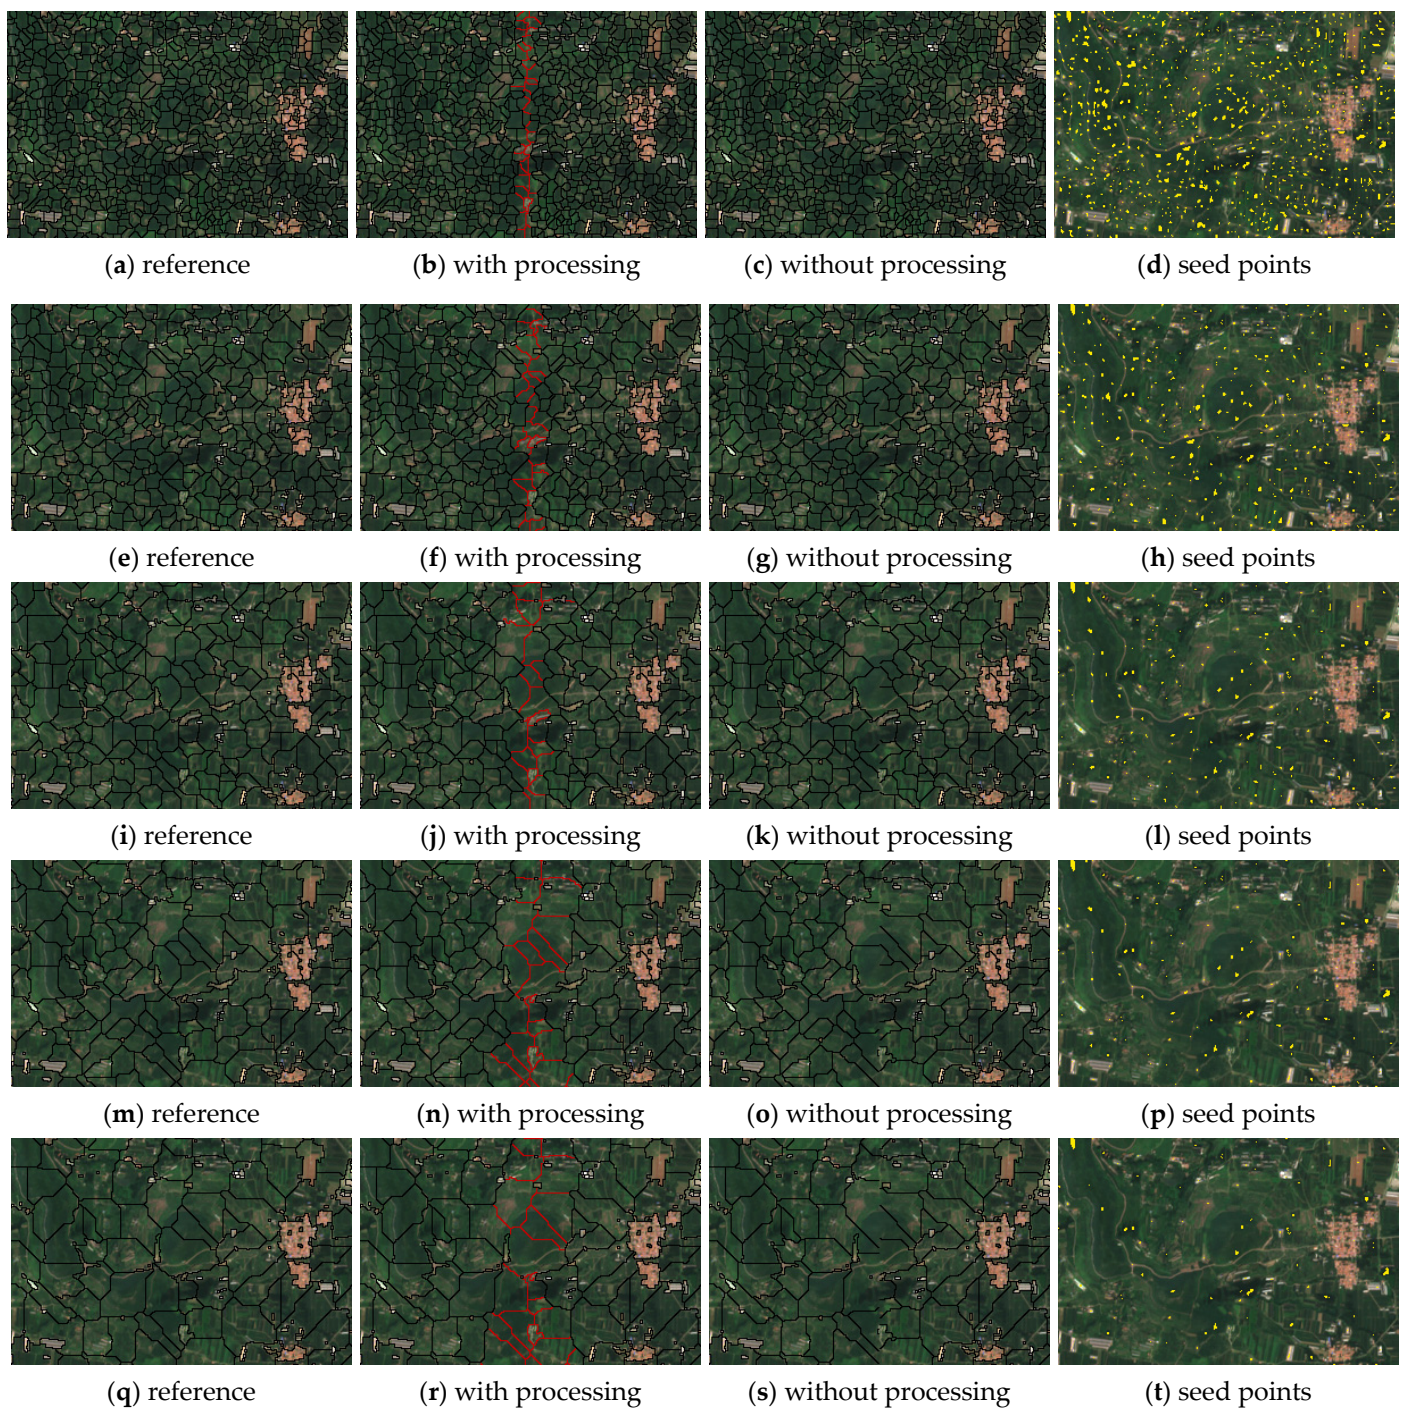 (a) reference
(b) with processing
(c) without processing
(d) seed points
(e) reference
(f) with processing
(g) without processing
(h) seed points
(i) reference
(j) with processing
(k) without processing
(l) seed points
(m) reference
(n) with processing
(o) without processing
(p) seed points
(q) reference
(r) with processing
(s) without processing
(t) seed points